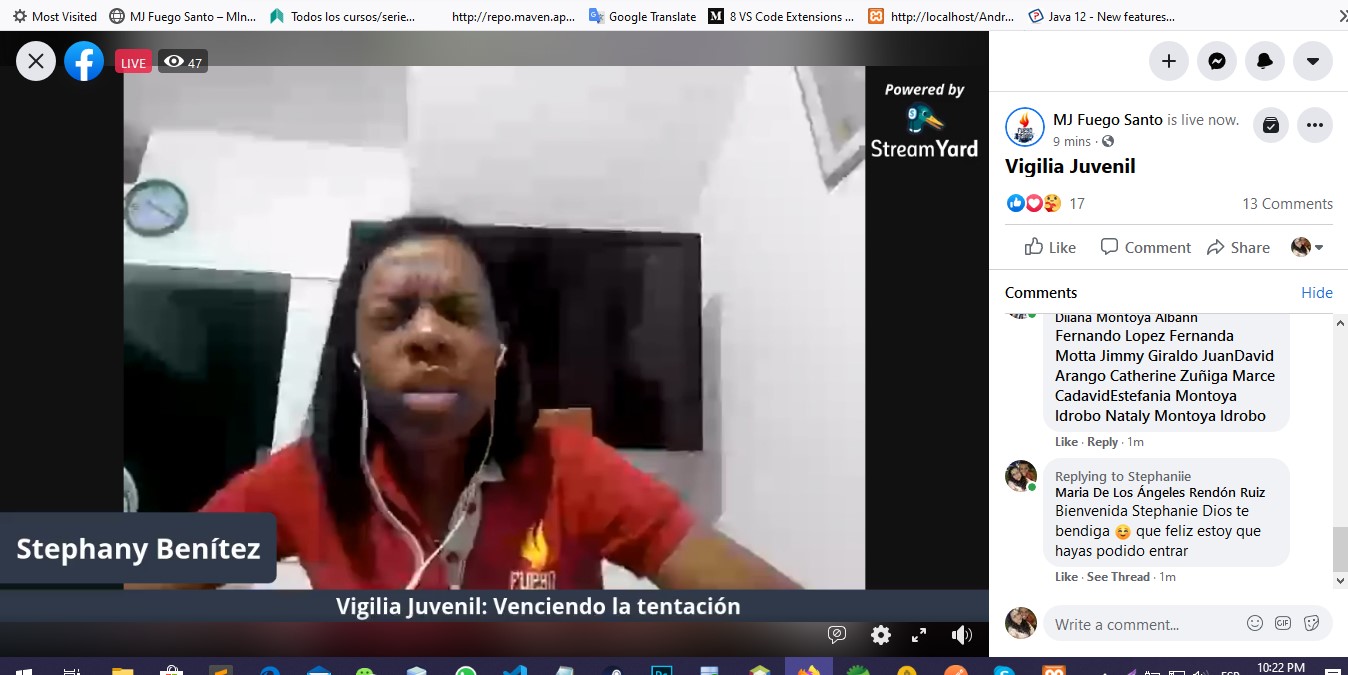 Most Visited
MJ Fuego Santo – MIn...
Todos los cursos/serie...
http://repo.maven.ap...
Google Translate
8 VS Code Extensions ...
http://localhost/Andr...
Java 12 - New features...
LIVE 47
Powered by
StreamYard
MJ Fuego Santo is live now.
9 mins ·
Vigilia Juvenil
17
13 Comments
Like
Comment
Share
Comments
Hide
Montoya Albann
Fernando Lopez Fernanda
Motta Jimmy Giraldo JuanDavid
Arango Catherine Zuñiga Marce
CadavidEstefania Montoya
Idrobo Nataly Montoya Idrobo
Like · Reply · 1m
Replying to Stephaniie
Maria De Los Ángeles Rendón Ruiz
Bienvenida Stephanie Dios te
bendiga 😊 que feliz estoy que
hayas podido entrar
Like · See Thread · 1m
Write a comment...
GIF
Stephany Benítez
FUEGO
Vigilia Juvenil: Venciendo la tentación
10:22 PM